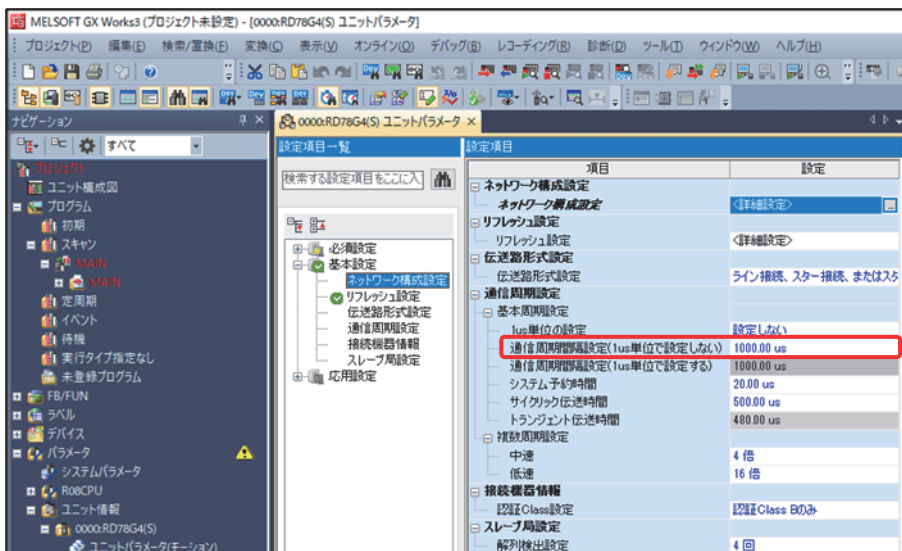 MELSOFT GX Works3 (プロジェクト未設定) - [0000:RD78G4(S) ユニットパラメータ]
プロジェクト(P) 編集(E) 検索/置換(F) 変換(C) 表示(V) オンライン(O) デバッグ(B) レコーディング(R) 診断(D) ツール(T) ウィンドウ(W) ヘルプ(H)
ナビゲーション
0000:RD78G4(S) ユニットパラメータ
すべて
プロジェクト
ユニット構成図
プログラム
初期
スキャン
MAIN
MAIN
定周期
イベント
待機
実行タイプ指定なし
未登録プログラム
FB/FUN
ラベル
デバイス
パラメータ
システムパラメータ
R08CPU
ユニット情報
0000:RD78G4(S)
ユニットパラメータ(モーション)
設定項目一覧
検索する設定項目をここに入
必須設定
基本設定
ネットワーク構成設定
リフレッシュ設定
伝送路形式設定
通信周期設定
接続機器情報
スレーブ局設定
応用設定
設定項目
項目 設定
ネットワーク構成設定
ネットワーク構成設定 <詳細設定>
リフレッシュ設定
リフレッシュ設定 <詳細設定>
伝送路形式設定
伝送路形式設定 ライン接続、スター接続、またはスタ
通信周期設定
基本周期設定
1us単位の設定 設定しない
通信周期間隔設定(1us単位で設定しない) 1000.00 us
通信周期間隔設定(1us単位で設定する) 1000.00 us
システム予約時間 20.00 us
サイクリック伝送時間 500.00 us
トランジェント伝送時間 480.00 us
複数周期設定
中速 4 倍
低速 16 倍
接続機器情報
認証Class設定 認証Class Bのみ
スレーブ局設定
解列検出設定 4 回